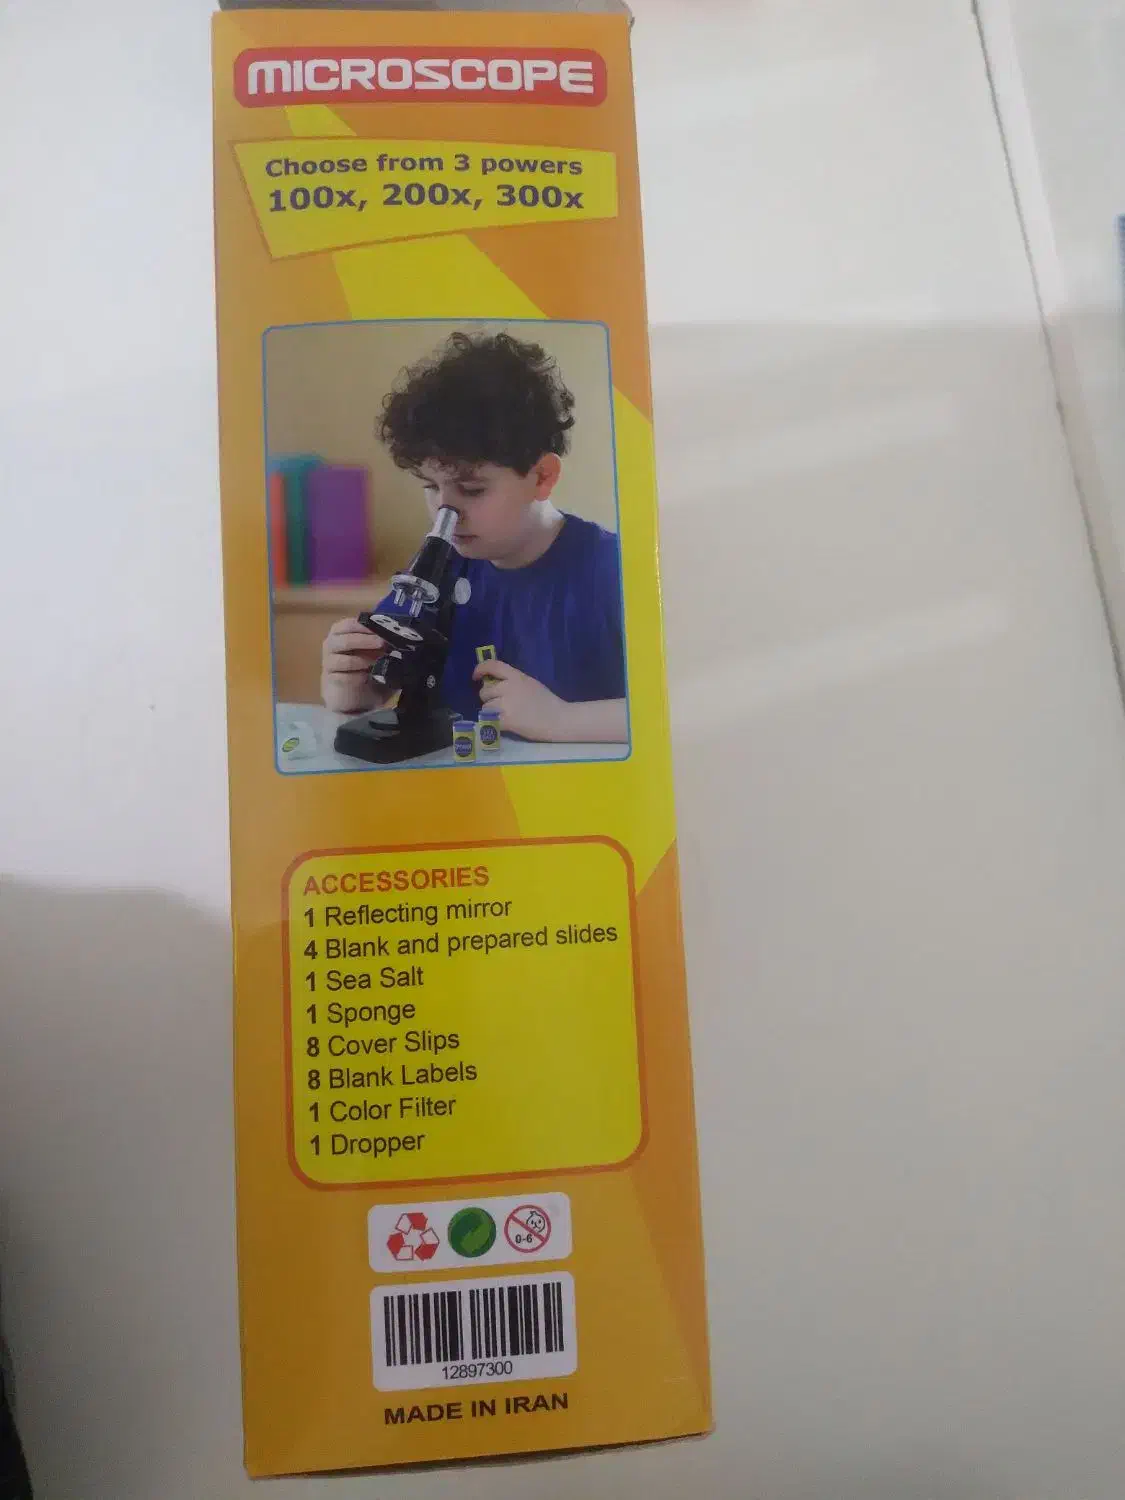 MICROSCOPE
Choose from 3 powers
100x, 200x, 300x
ACCESSORIES
1 Reflecting mirror
4 Blank and prepared slides
1 Sea Salt
1 Sponge
8 Cover Slips
8 Blank Labels
1 Color Filter
1 Dropper
0-6
12897300
MADE IN IRAN